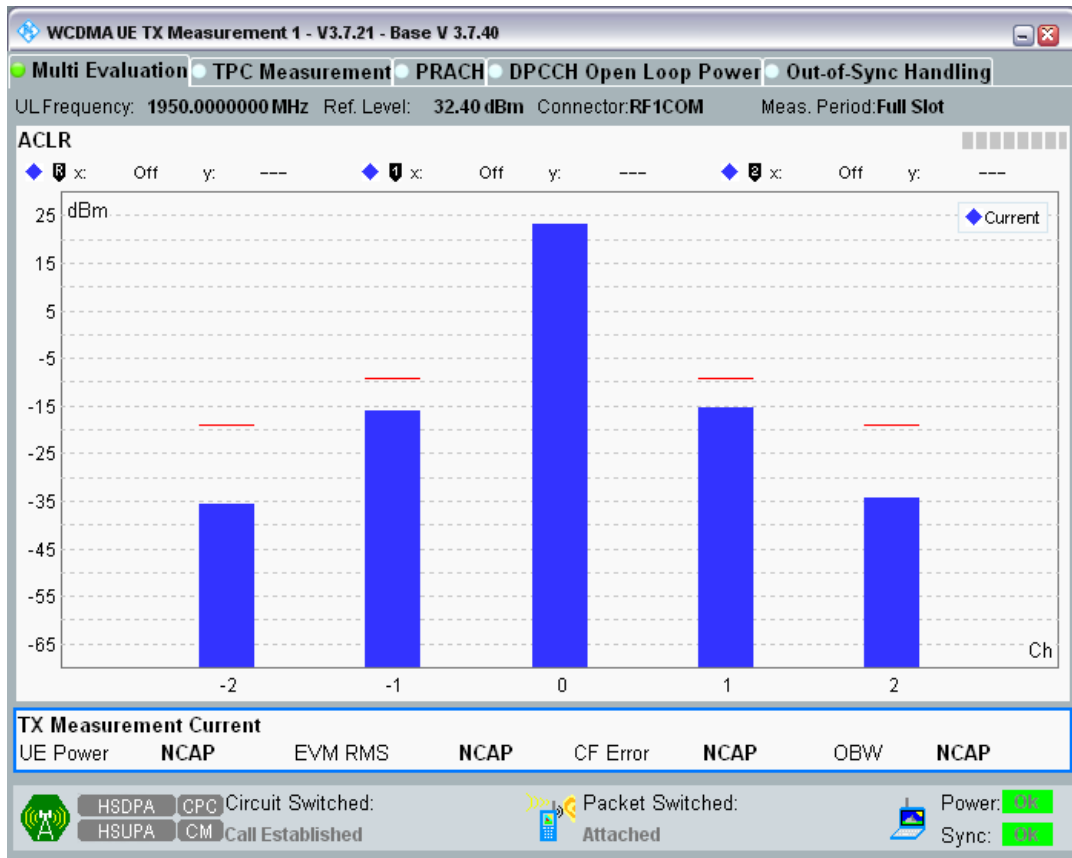 WCDMA UE TX Measurement 1 - V3.7.21 - Base V 3.7.40
Multi Evaluation TPC Measurement PRACH DPCCH Open Loop Power Out-of-Sync Handling
UL Frequency: 1950.0000000 MHz Ref. Level: 32.40 dBm Connector:RF1COM Meas. Period:Full Slot
ACLR
R x: Off y: --- 1 x: Off y: --- 2 x: Off y: ---
dBm
Current
25
15
5
-5
-15
-25
-35
-45
-55
-65
Ch
-2 -1 0 1 2
TX Measurement Current
UE Power NCAP EVM RMS NCAP CF Error NCAP OBW NCAP
HSDPA CPC Circuit Switched: Packet Switched: Power: Ok
HSUPA CM Call Established Attached Sync: Ok